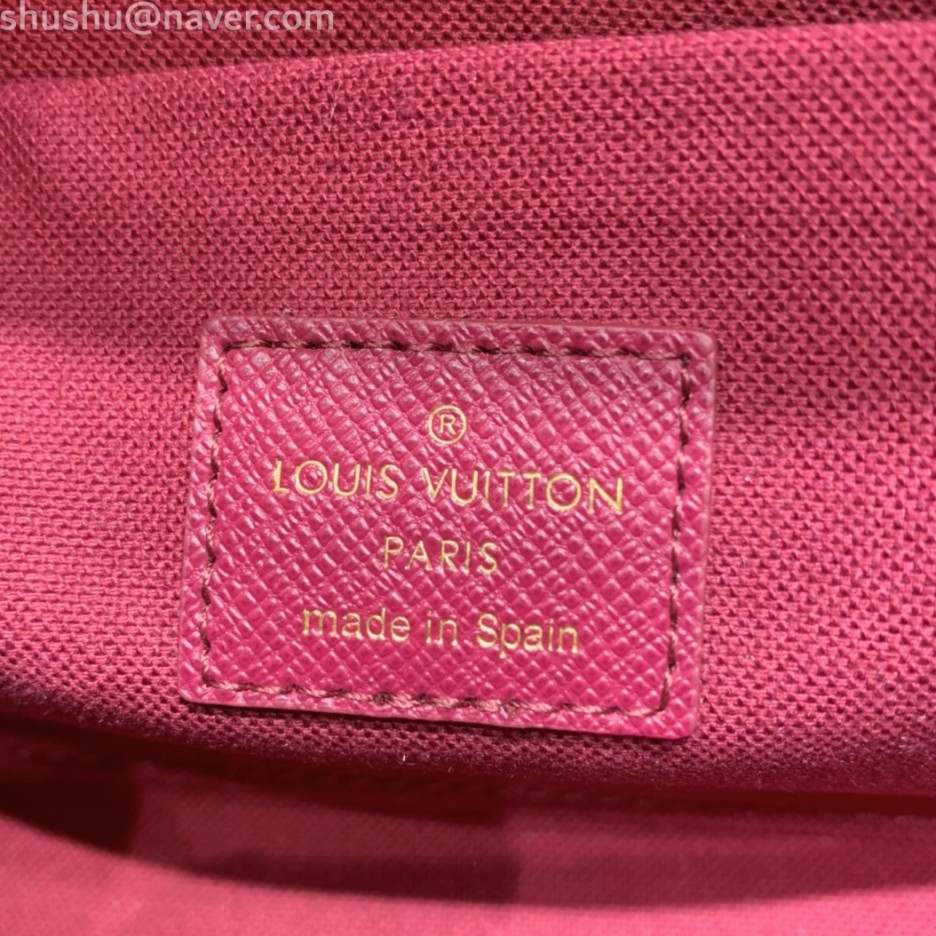 shushu@naver.com
®
LOUIS VUITTON
PARIS
made in Spain